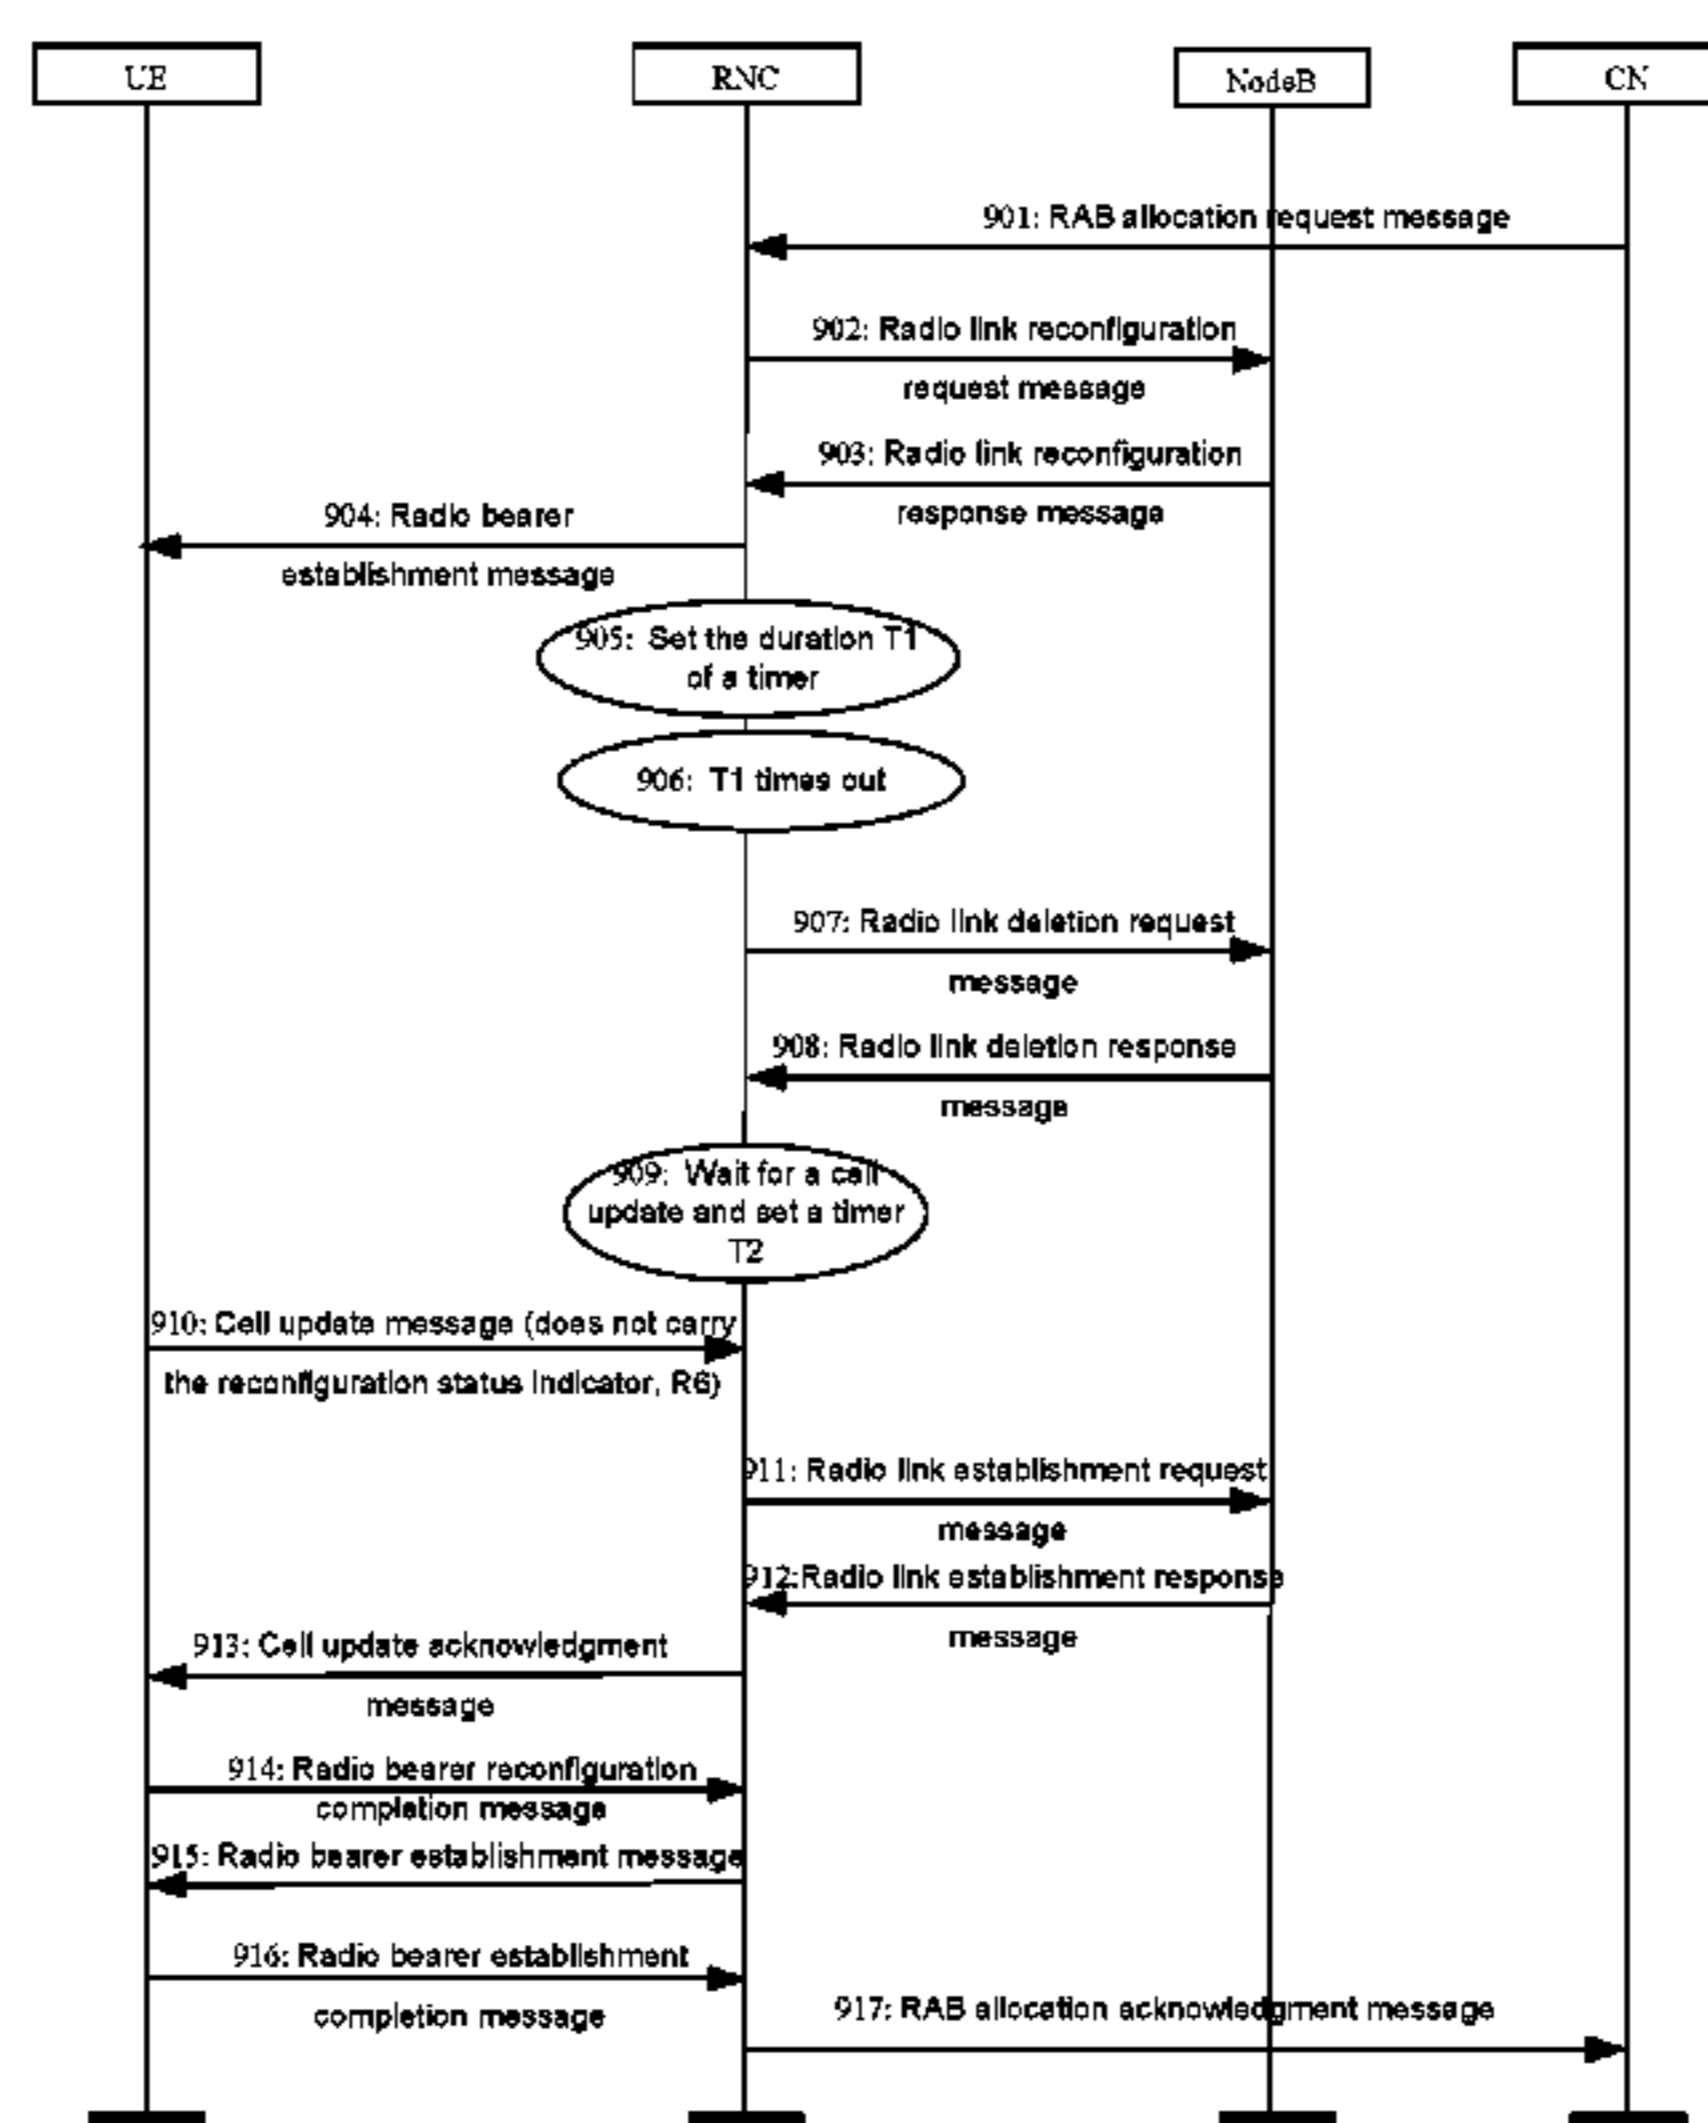 UE
RNC
NodeB
CN
901: RAB allocation request message
902: Radio link reconfiguration
request message
903: Radio link reconfiguration
response message
904: Radio bearer
establishment message
905: Set the duration T1
of a timer
906: T1 times out
907: Radio link deletion request
message
908: Radio link deletion response
message
909: Wait for a cell
update and set a timer
T2
910: Cell update message (does not carry
the reconfiguration status indicator, R6)
911: Radio link establishment request
message
912:Radio link establishment response
message
913: Cell update acknowledgment
message
914: Radio bearer reconfiguration
completion message
915: Radio bearer establishment message
916: Radio bearer establishment
completion message
917: RAB allocation acknowledgment message